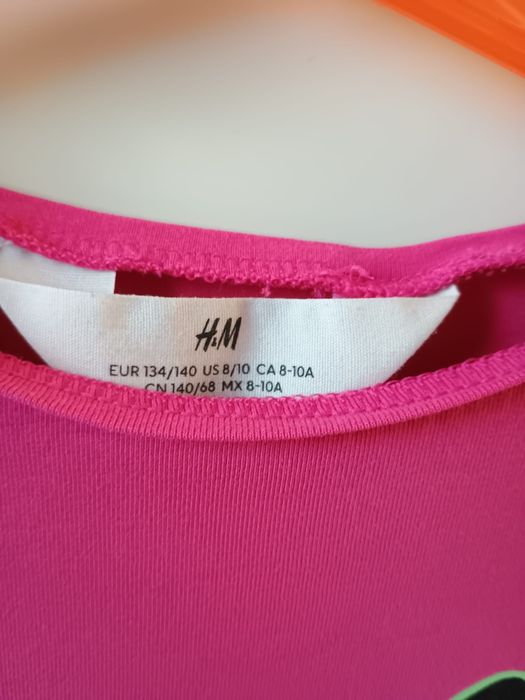 H&M
EUR 134/140 US 8/10 CA 8-10A
CN 140/68 MX 8-10A